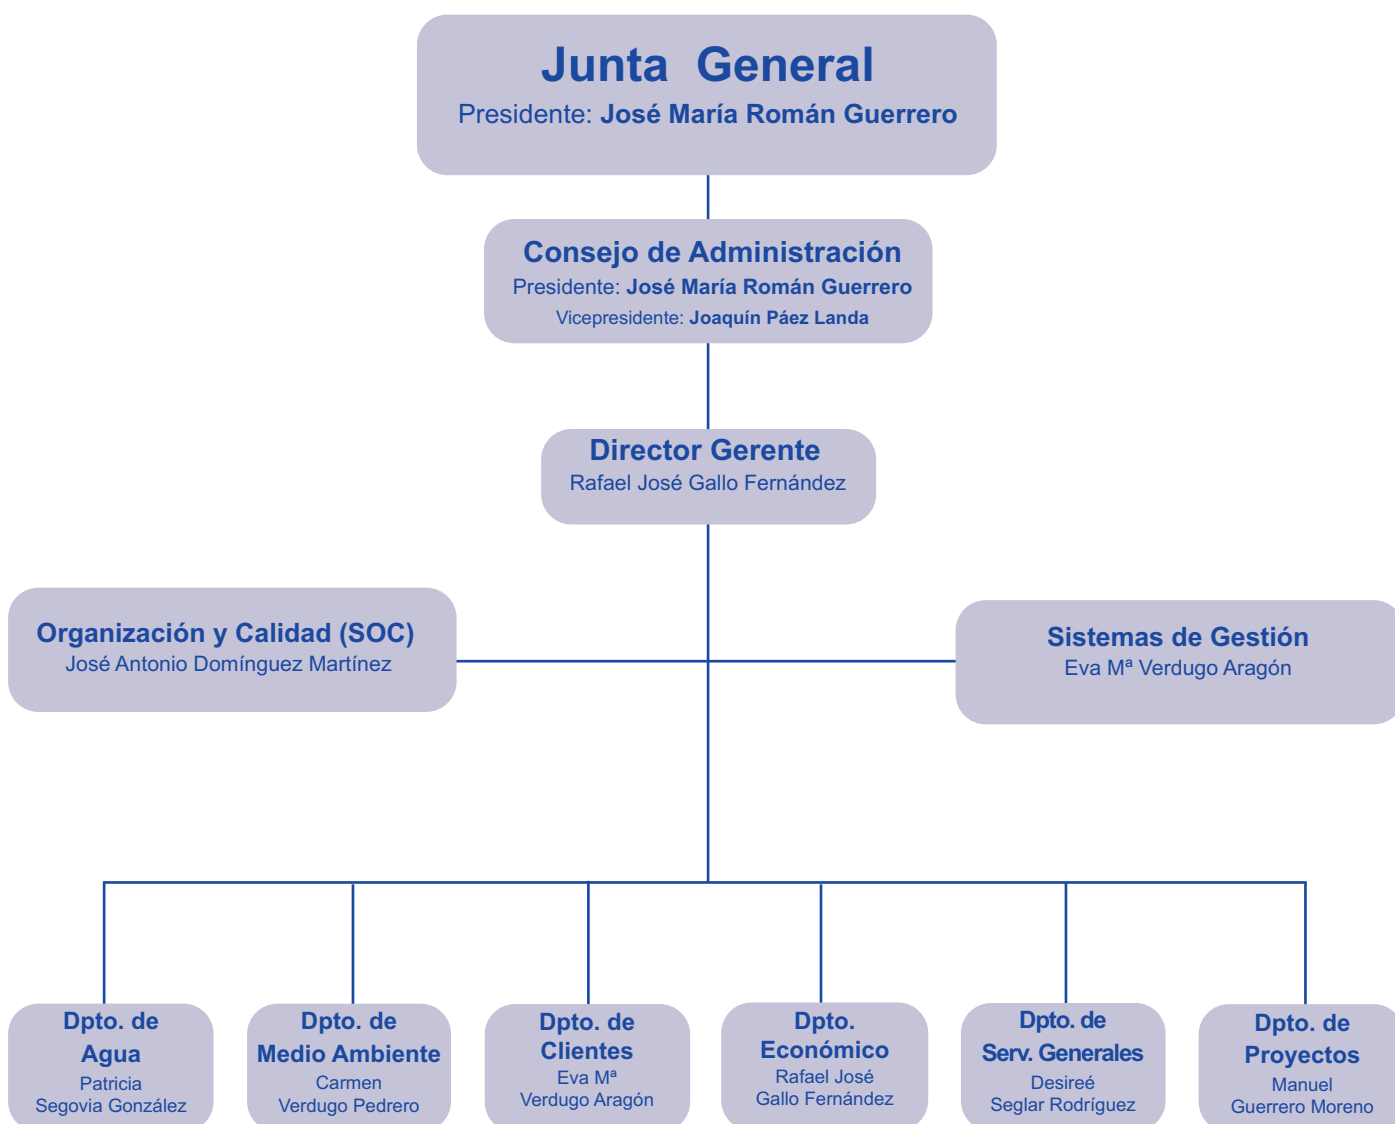 Junta General
Presidente: José María Román Guerrero
Consejo de Administración
Presidente: José María Román Guerrero
Vicepresidente: Joaquín Páez Landa
Director Gerente
Rafael José Gallo Fernández
Organización y Calidad (SOC)
José Antonio Domínguez Martínez
Sistemas de Gestión
Eva Mª Verdugo Aragón
Dpto. de
Agua
Patricia
Segovia González
Dpto. de
Medio Ambiente
Carmen
Verdugo Pedrero
Dpto. de
Clientes
Eva Mª
Verdugo Aragón
Dpto.
Económico
Rafael José
Gallo Fernández
Dpto. de
Serv. Generales
Desireé
Seglar Rodríguez
Dpto. de
Proyectos
Manuel
Guerrero Moreno